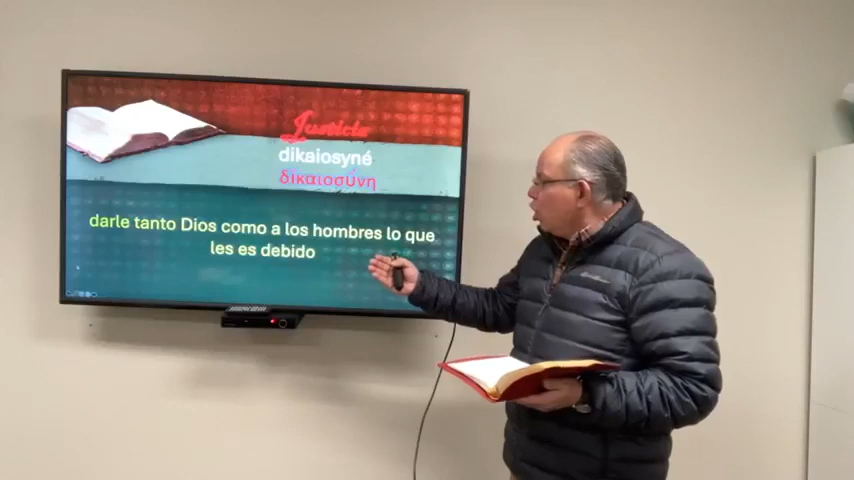 Justicia
dikaiosyné
δικαιοσύνη
darle tanto Dios como a los hombres lo que
les es debido